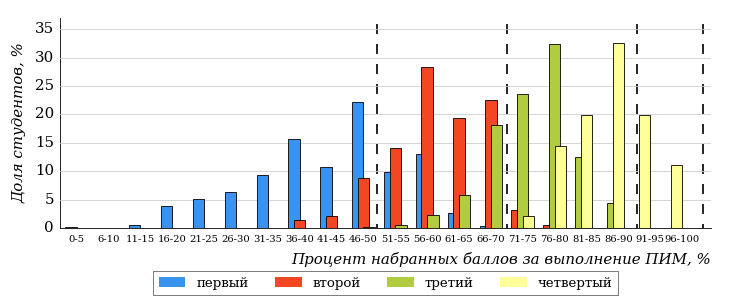 Доля студентов, %
35
30
25
20
15
10
5
0
0-5 6-10 11-15 16-20 21-25 26-30 31-35 36-40 41-45 46-50 51-55 56-60 61-65 66-70 71-75 76-80 81-85 86-90 91-95 96-100
Процент набранных баллов за выполнение ПИМ, %
первый второй третий четвертый